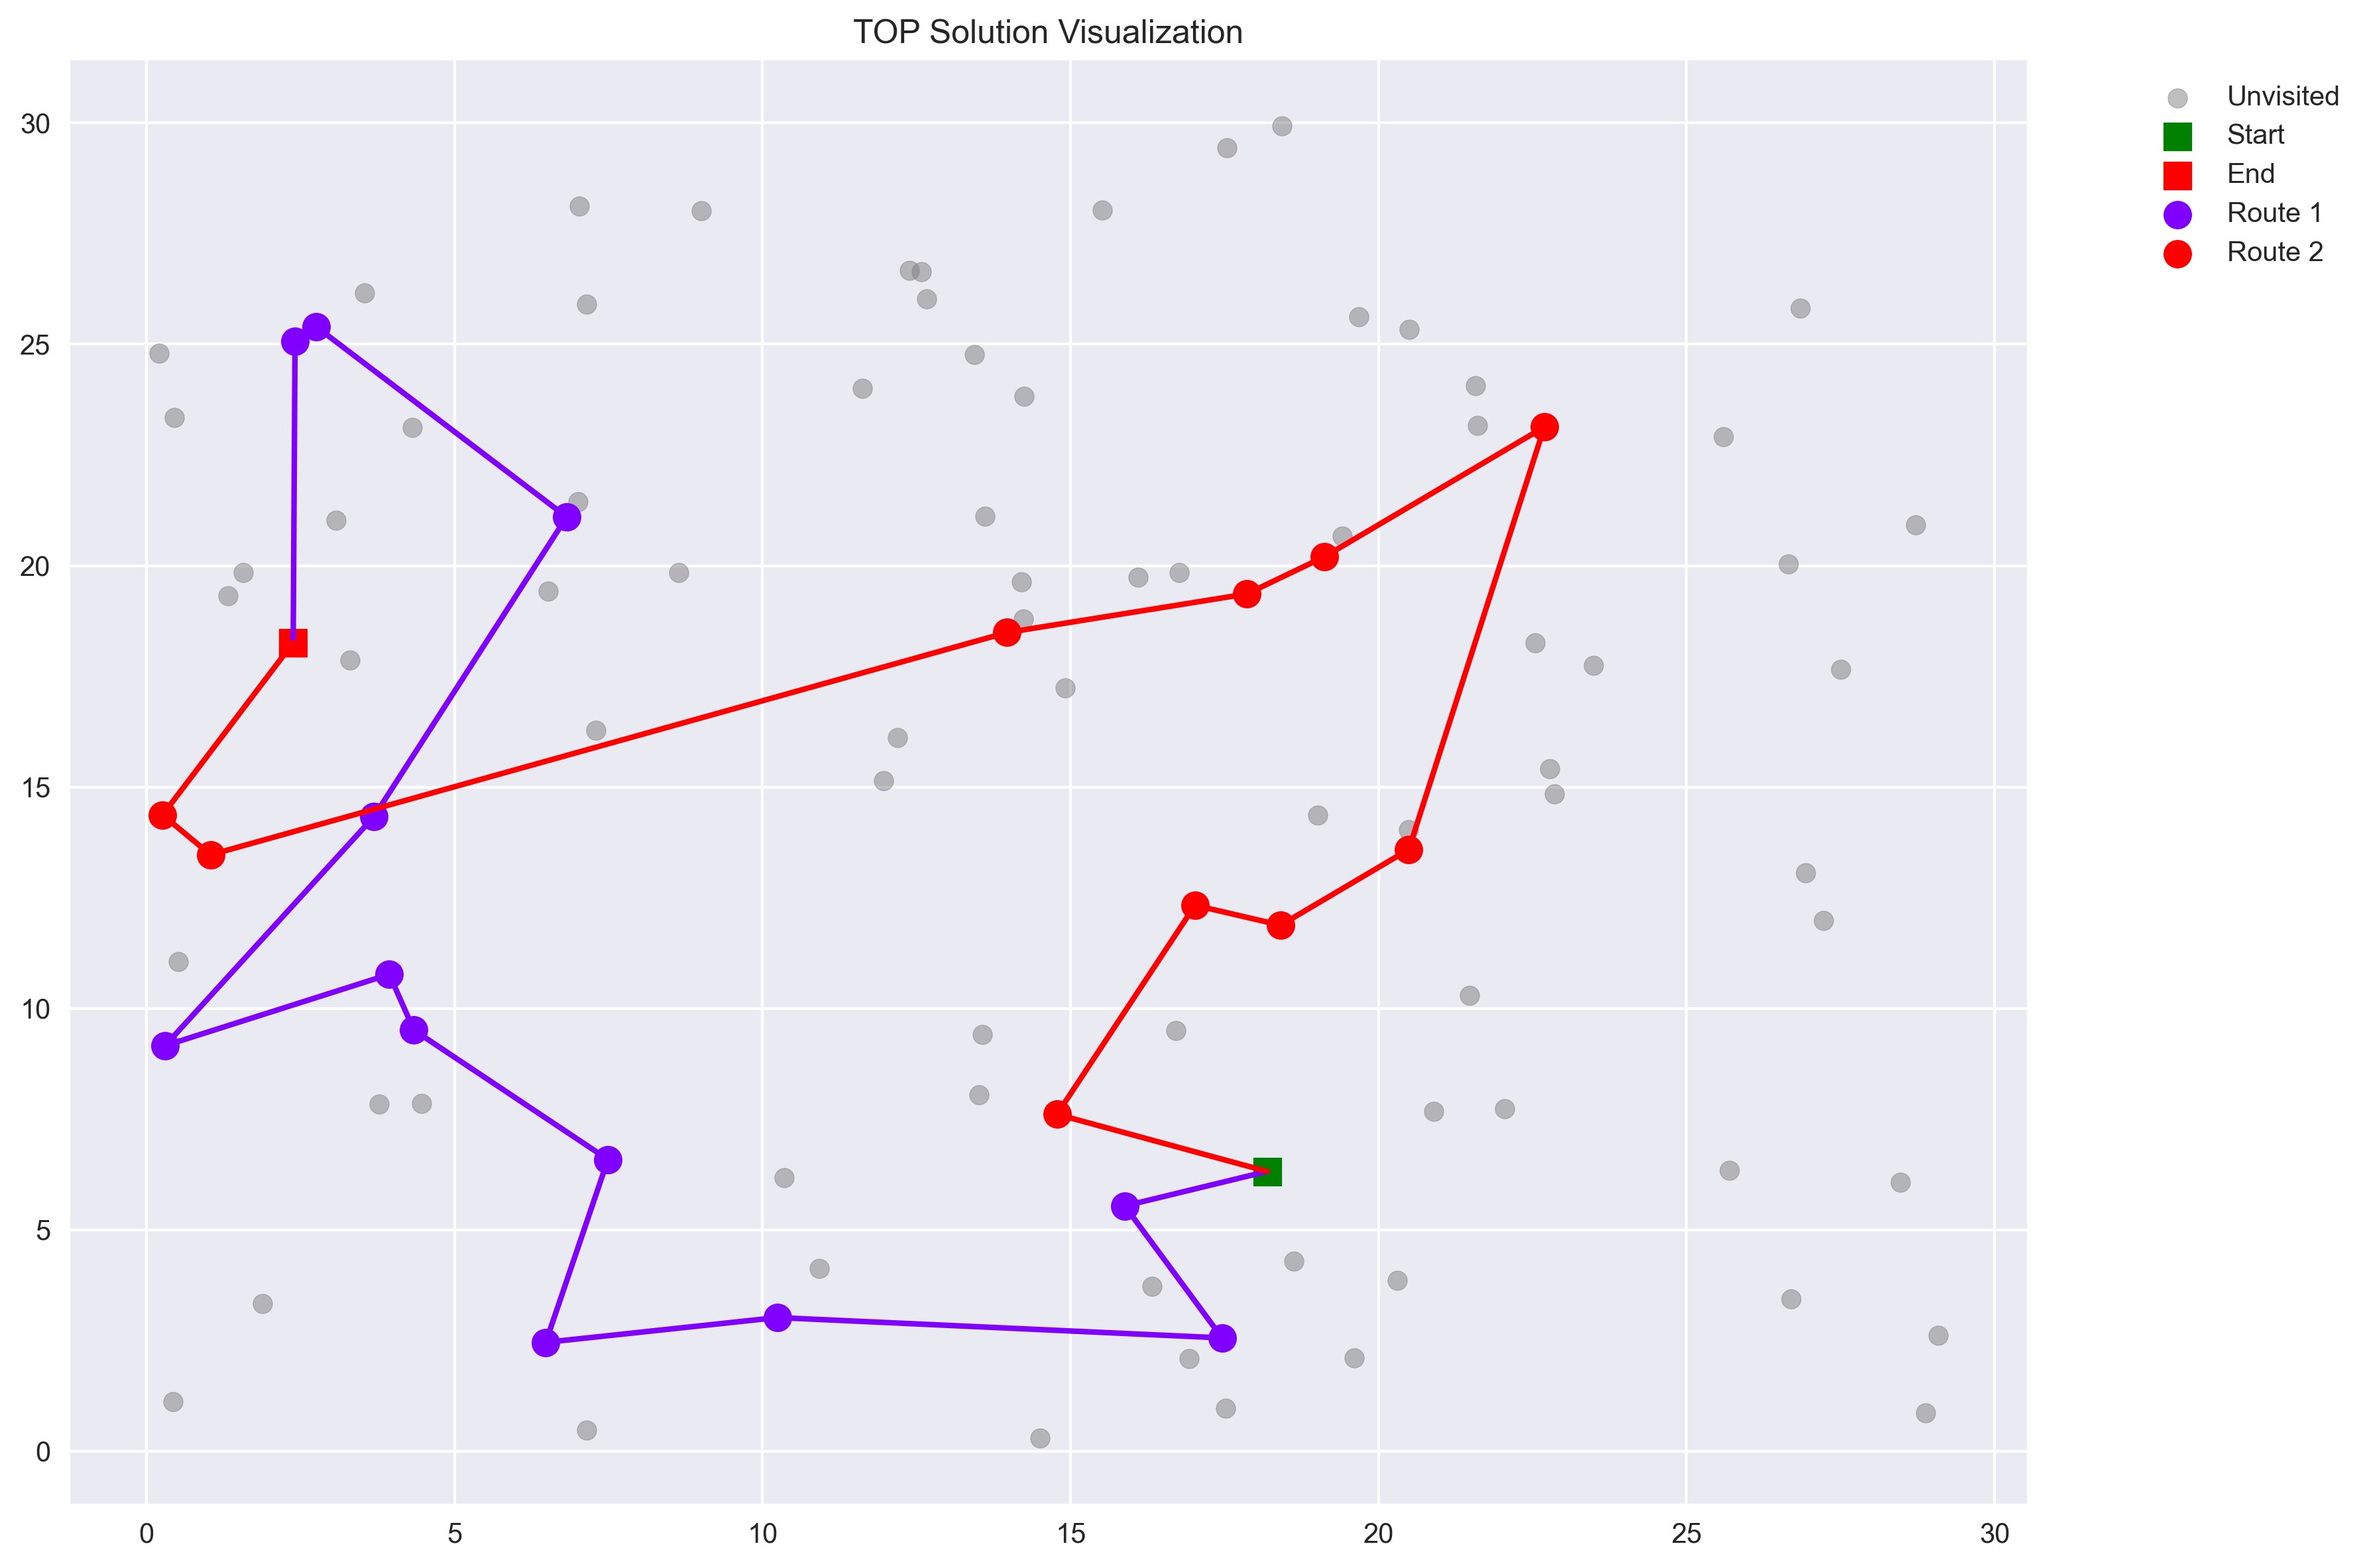 TOP Solution Visualization
Unvisited
Start
End
Route 1
Route 2
30
25
20
15
10
5
0
0 5 10 15 20 25 30